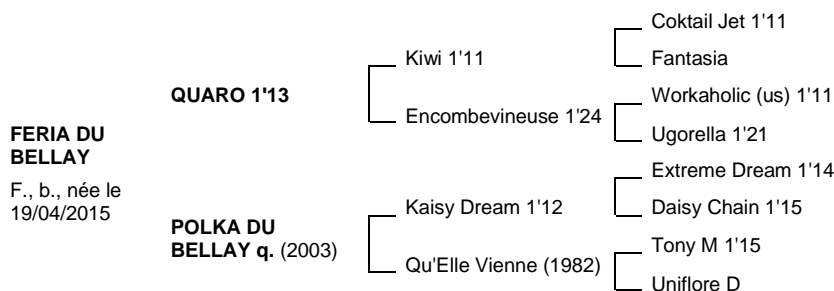 Coktail Jet 1'11
Kiwi 1'11
Fantasia
QUARO 1'13
Encombevineuse 1'24
Workaholic (us) 1'11
Ugorella 1'21
FERIA DU
BELLAY
F., b., née le
19/04/2015
Extreme Dream 1'14
Kaisy Dream 1'12
Daisy Chain 1'15
POLKA DU
BELLAY q. (2003)
Tony M 1'15
Qu'Elle Vienne (1982)
Uniflore D